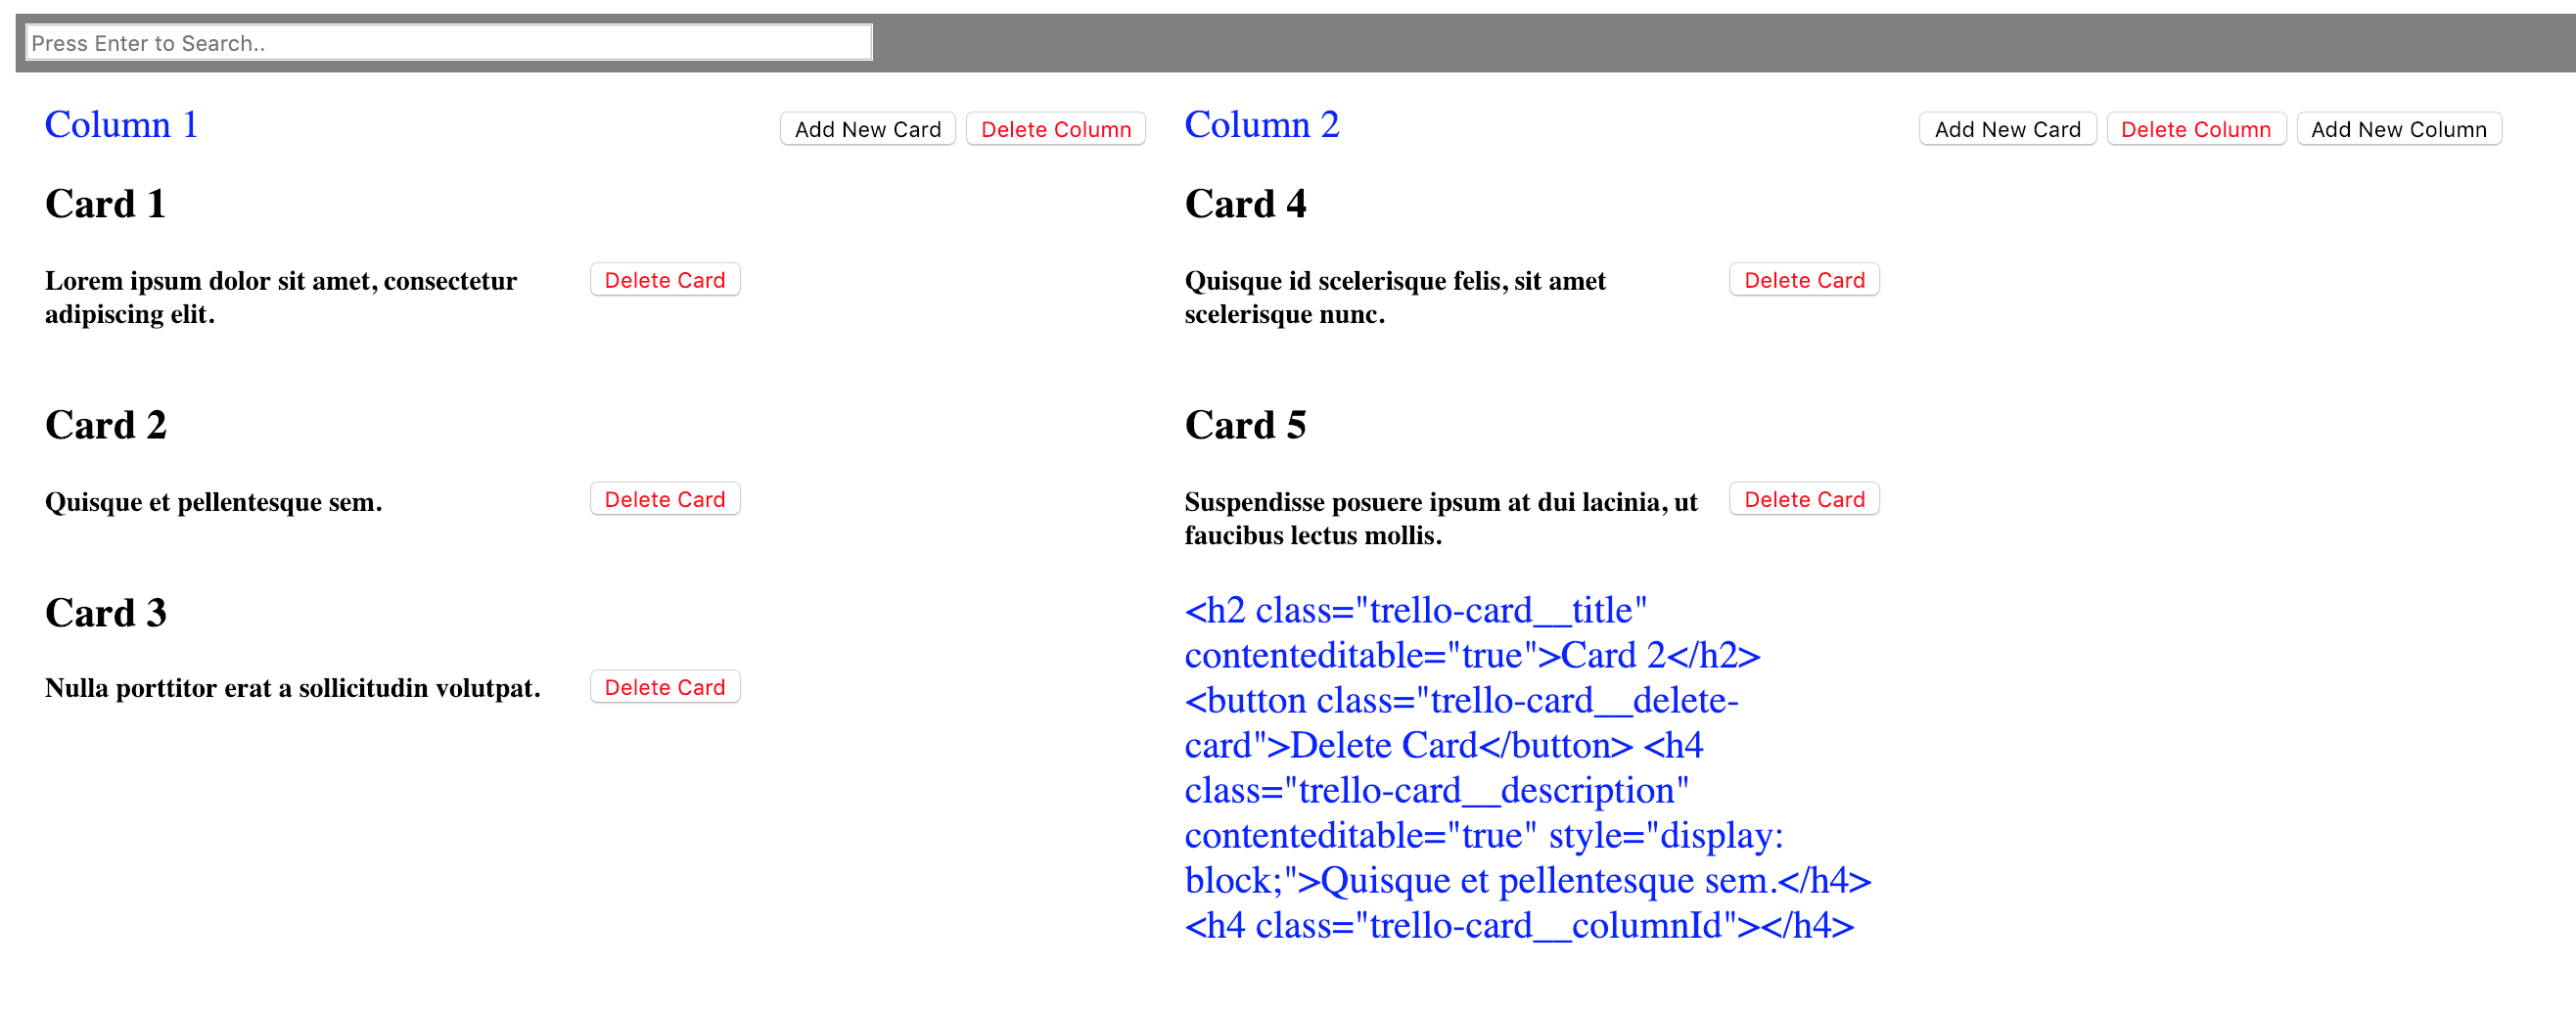 Press Enter to Search..
Column 1
Add New Card
Delete Column
Card 1
Lorem ipsum dolor sit amet, consectetur
adipiscing elit.
Delete Card
Card 2
Quisque et pellentesque sem.
Delete Card
Card 3
Nulla porttitor erat a sollicitudin volutpat.
Delete Card
Column 2
Add New Card
Delete Column
Add New Column
Card 4
Quisque id scelerisque felis, sit amet
scelerisque nunc.
Delete Card
Card 5
Suspendisse posuere ipsum at dui lacinia, ut
faucibus lectus mollis.
Delete Card
<h2 class="trello-card__title"
contenteditable="true">Card 2</h2>
<button class="trello-card__delete-
card">Delete Card</button> <h4
class="trello-card__description"
contenteditable="true" style="display:
block;">Quisque et pellentesque sem.</h4>
<h4 class="trello-card__columnId"></h4>